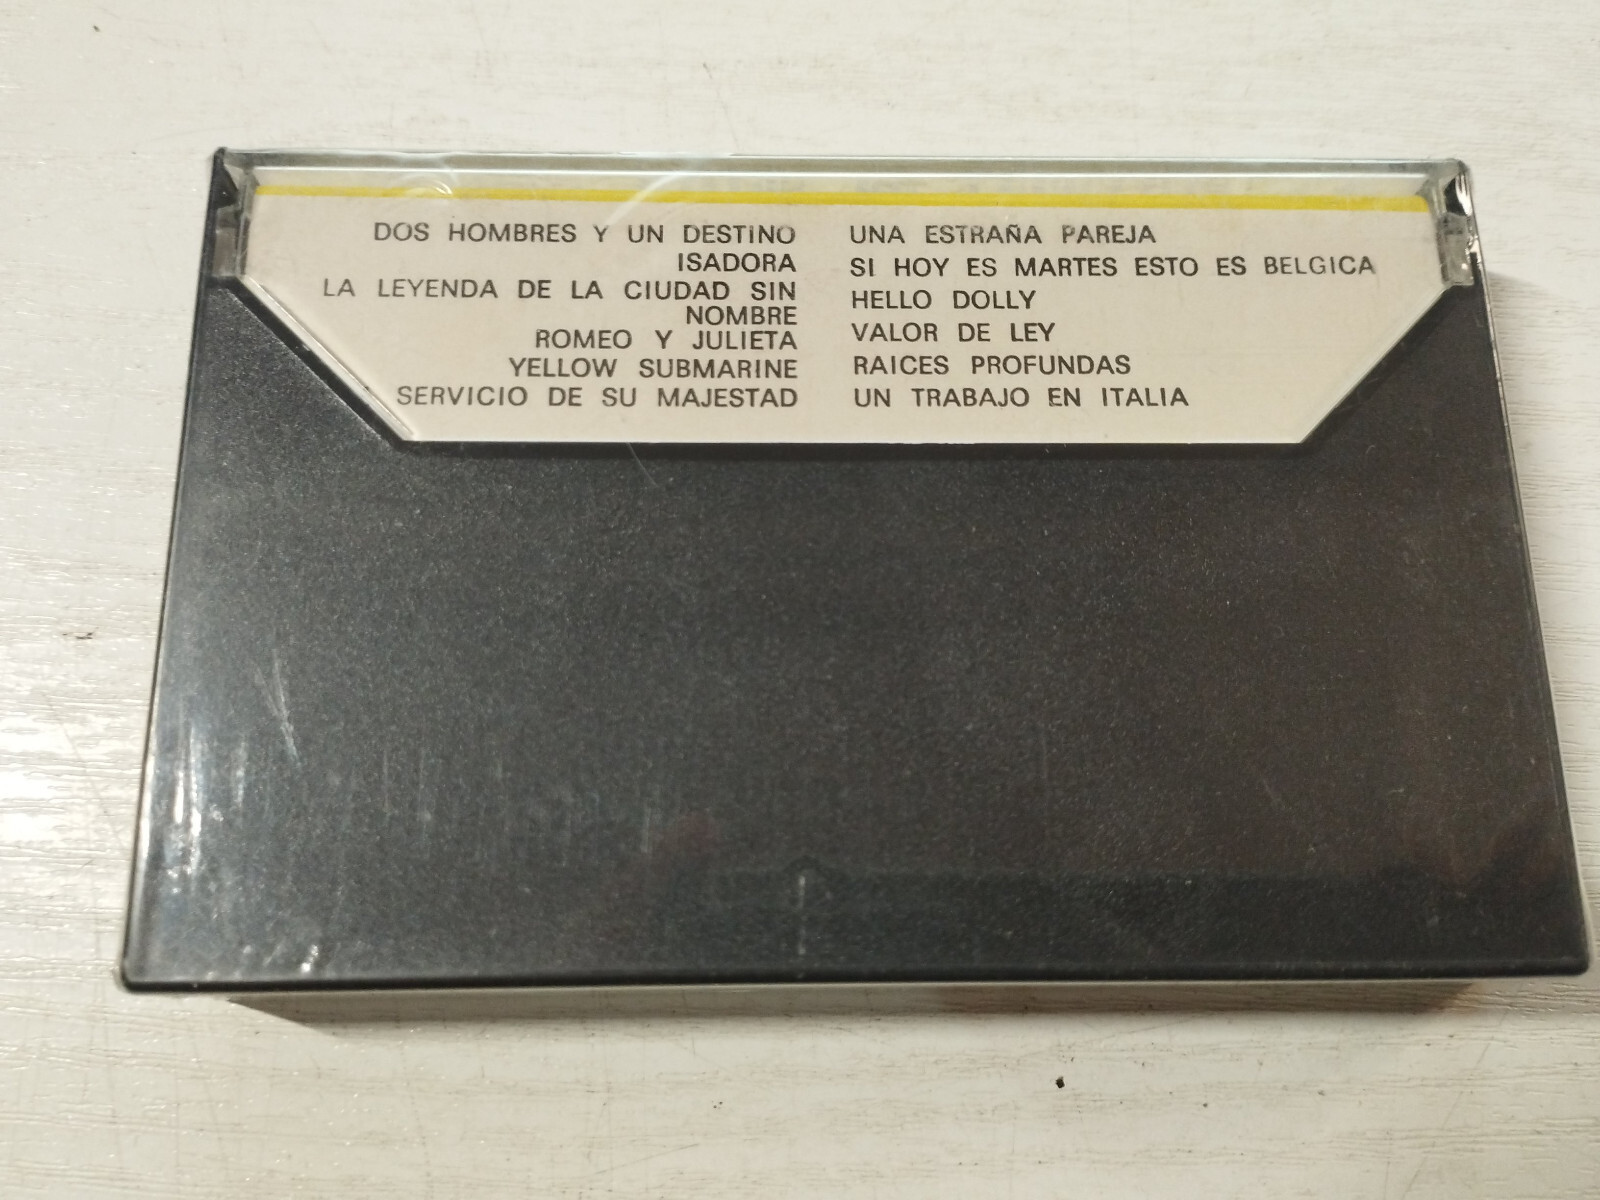 DOS HOMBRES Y UN DESTINO
ISADORA
LA LEYENDA DE LA CIUDAD SIN
NOMBRE
ROMEO Y JULIETA
YELLOW SUBMARINE
SERVICIO DE SU MAJESTAD
UNA ESTRAÑA PAREJA
SI HOY ES MARTES ESTO ES BELGICA
HELLO DOLLY
VALOR DE LEY
RAICES PROFUNDAS
UN TRABAJO EN ITALIA